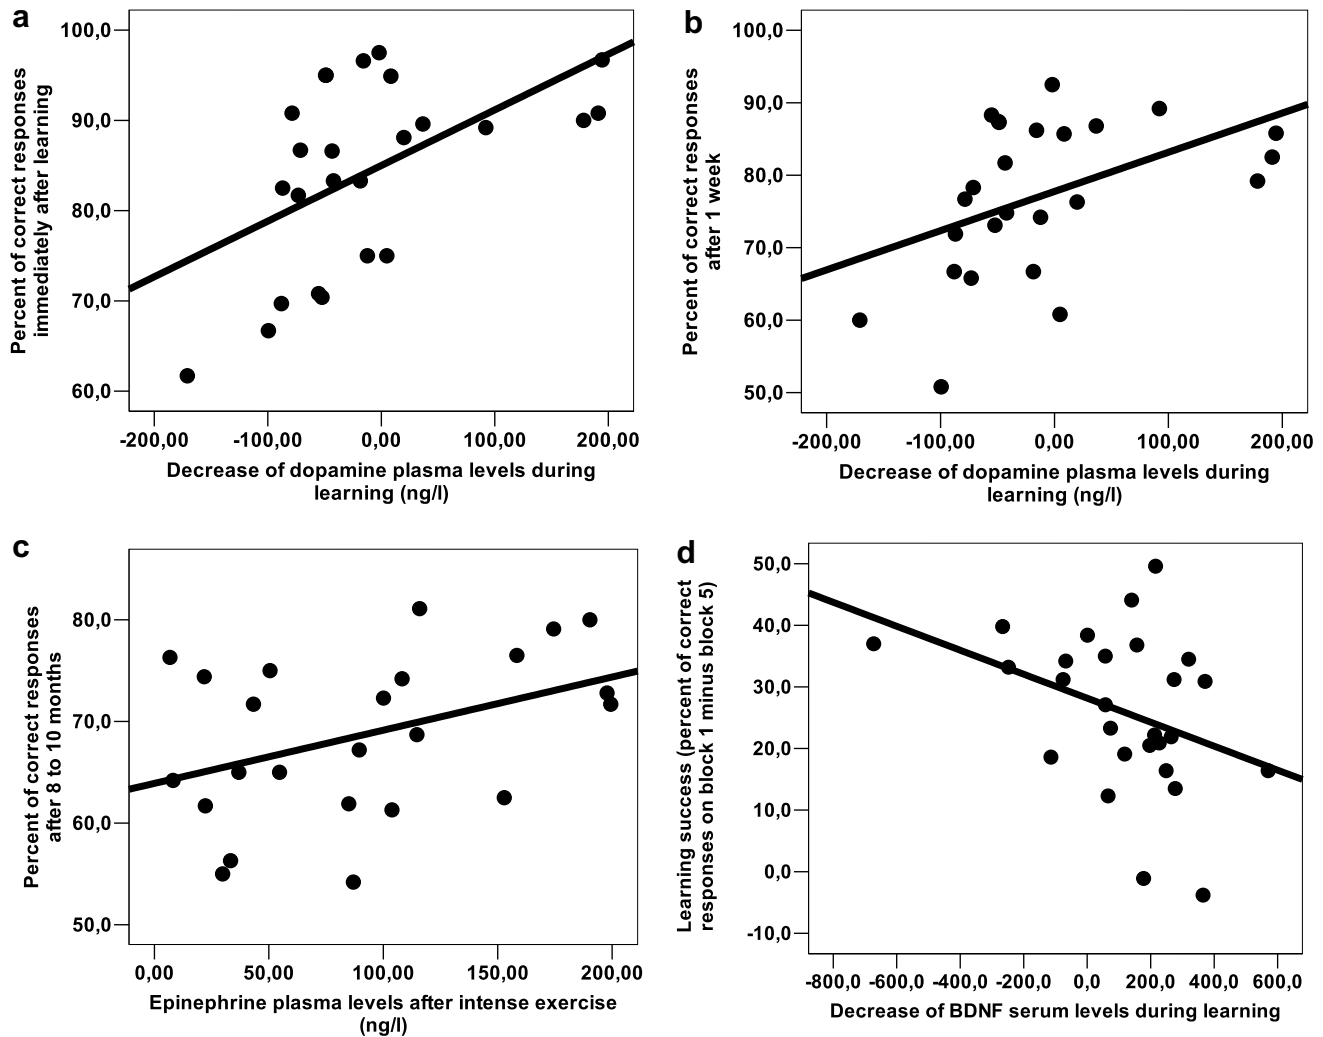 a
Percent of correct responses
immediately after learning
100,0
90,0
80,0
70,0
60,0
-200,00 -100,00 0,00 100,00 200,00
Decrease of dopamine plasma levels during
learning (ng/l)
b
Percent of correct responses
after 1 week
100,0
90,0
80,0
70,0
60,0
50,0
-200,00 -100,00 0,00 100,00 200,00
Decrease of dopamine plasma levels during
learning (ng/l)
c
Percent of correct responses
after 8 to 10 months
80,0
70,0
60,0
50,0
0,00 50,00 100,00 150,00 200,00
Epinephrine plasma levels after intense exercise
(ng/l)
d
Learning success (percent of correct
responses on block 1 minus block 5)
50,0
40,0
30,0
20,0
10,0
0,0
-10,0
-800,0 -600,0 -400,0 -200,0 0,0 200,0 400,0 600,0
Decrease of BDNF serum levels during learning